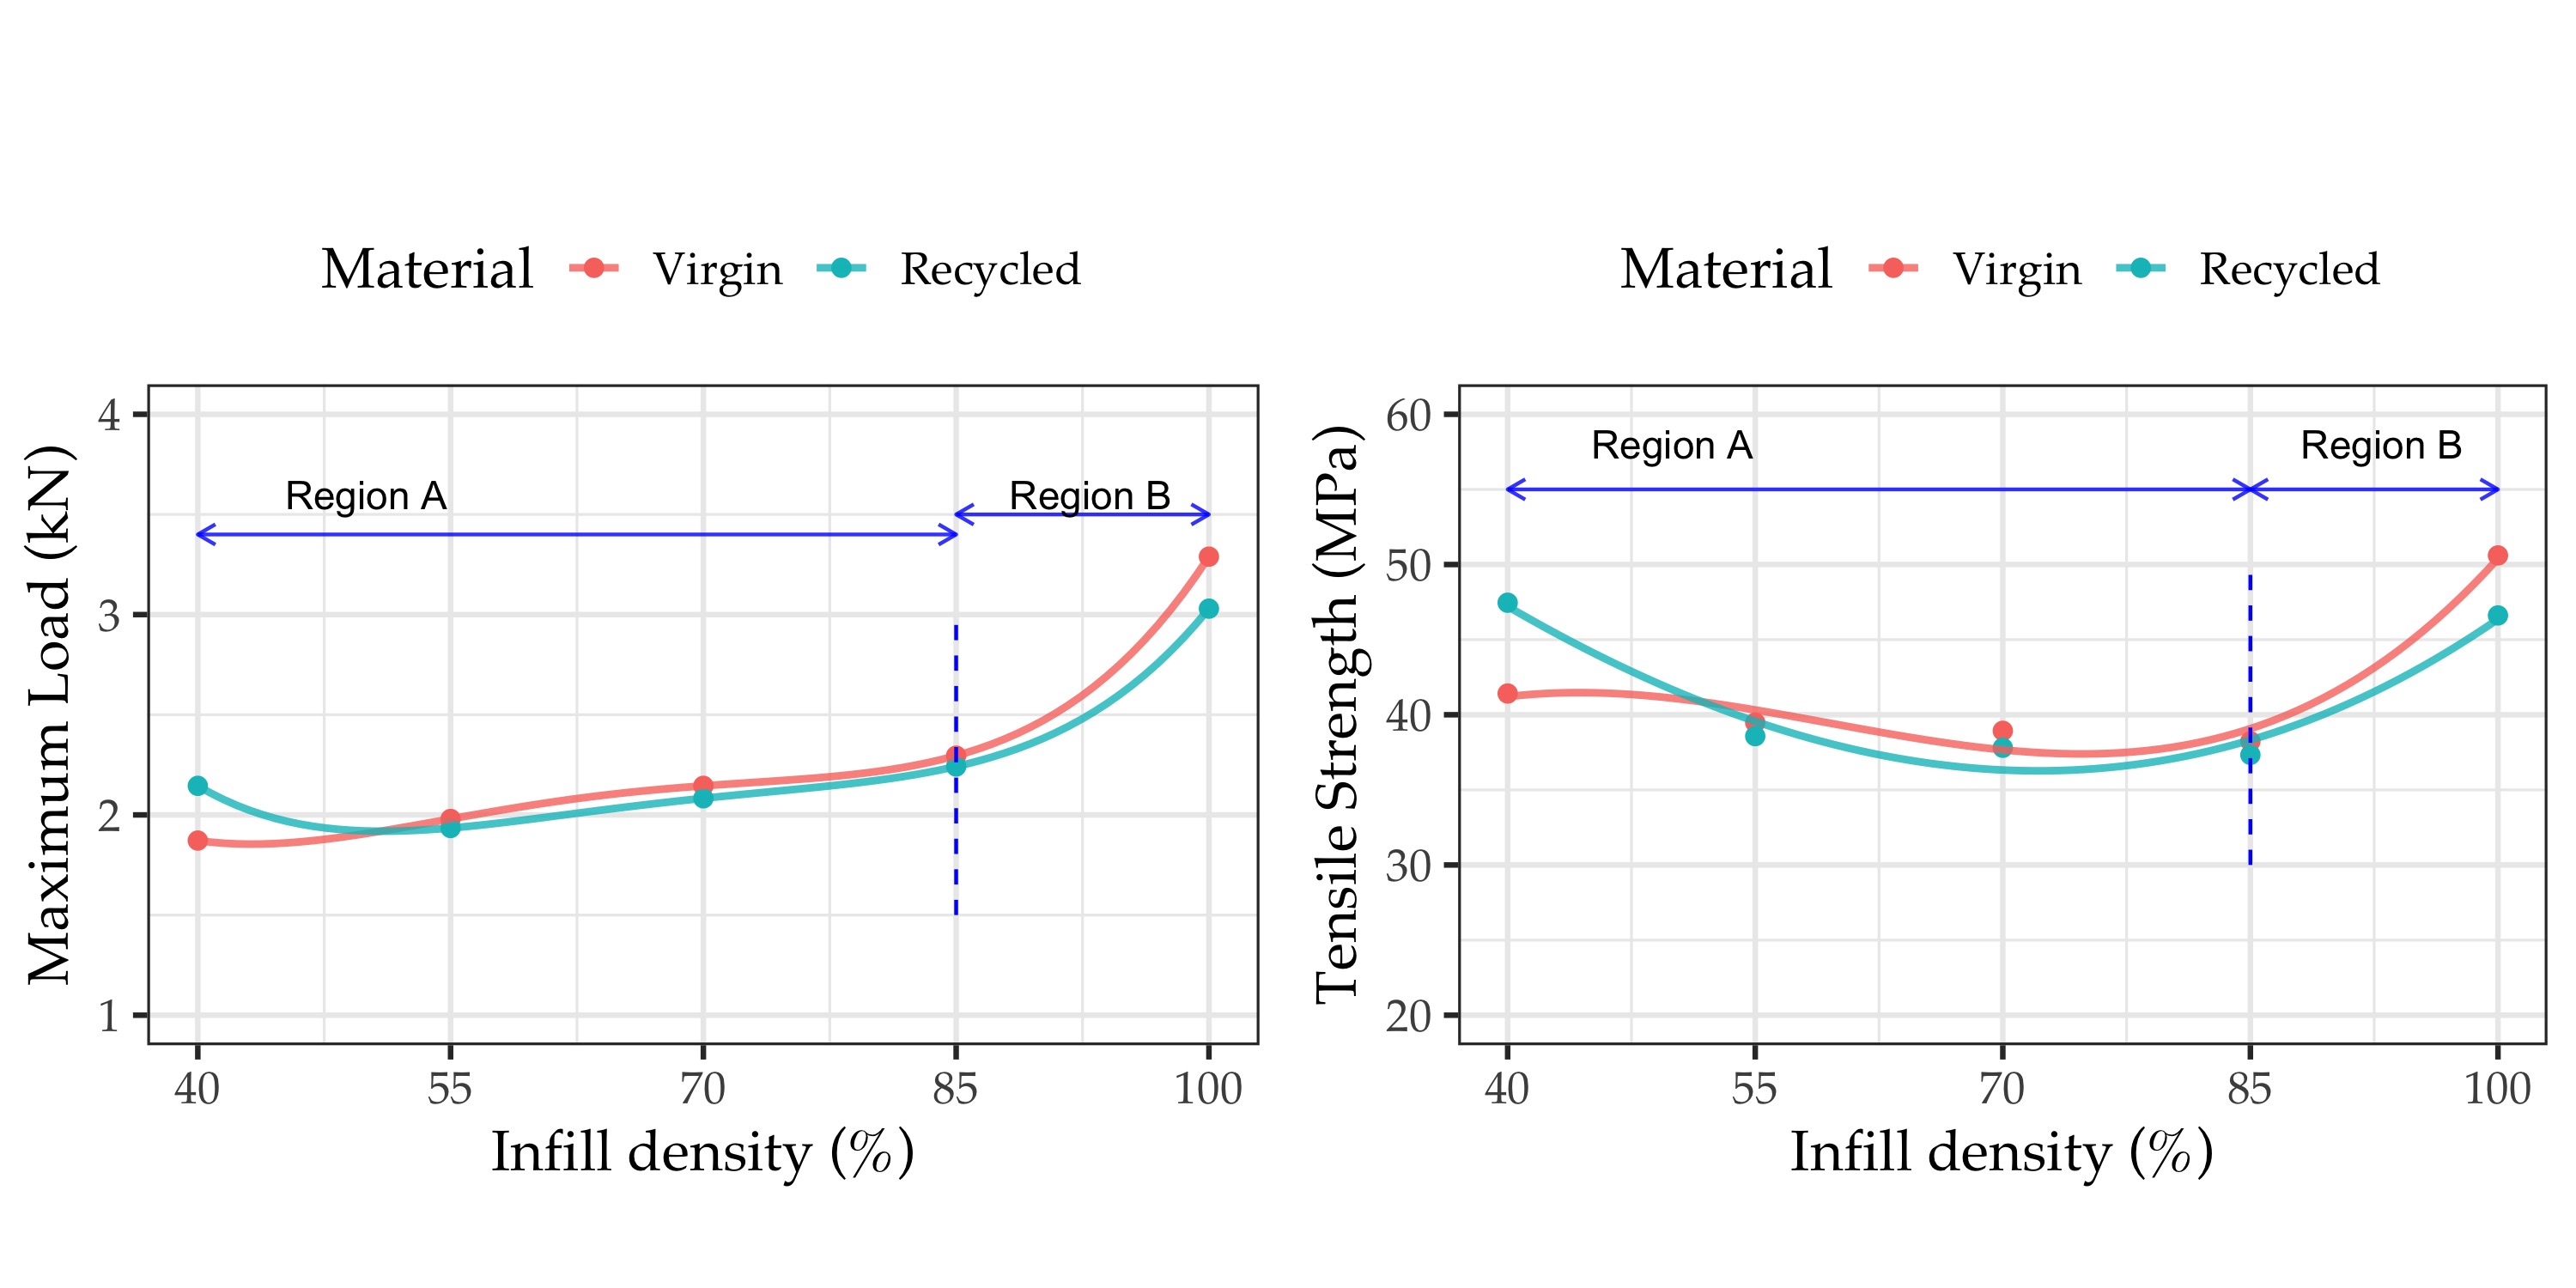 Material Virgin Recycled
Maximum Load (kN)
4
3
2
1
Region A
Region B
40 55 70 85 100
Infill density (%)
Material Virgin Recycled
Tensile Strength (MPa)
60
50
40
30
20
Region A
Region B
40 55 70 85 100
Infill density (%)